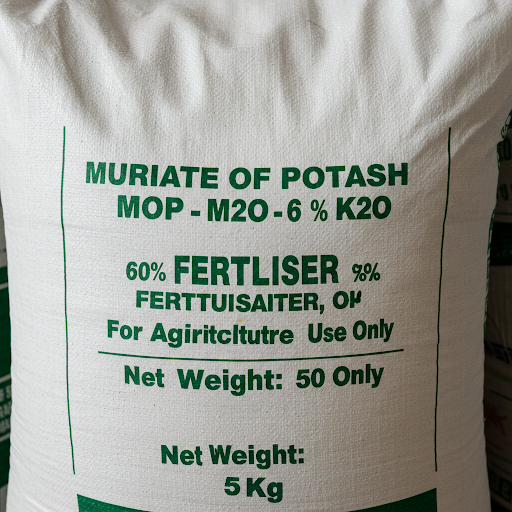 MURIATE OF POTASH
MOP - M2O - 6 % K2O
60% FERTLISER %%
FERTTUISAITER, OK
For Agiritcltutre Use Only
Net Weight: 50 Only
Net Weight:
5 Kg